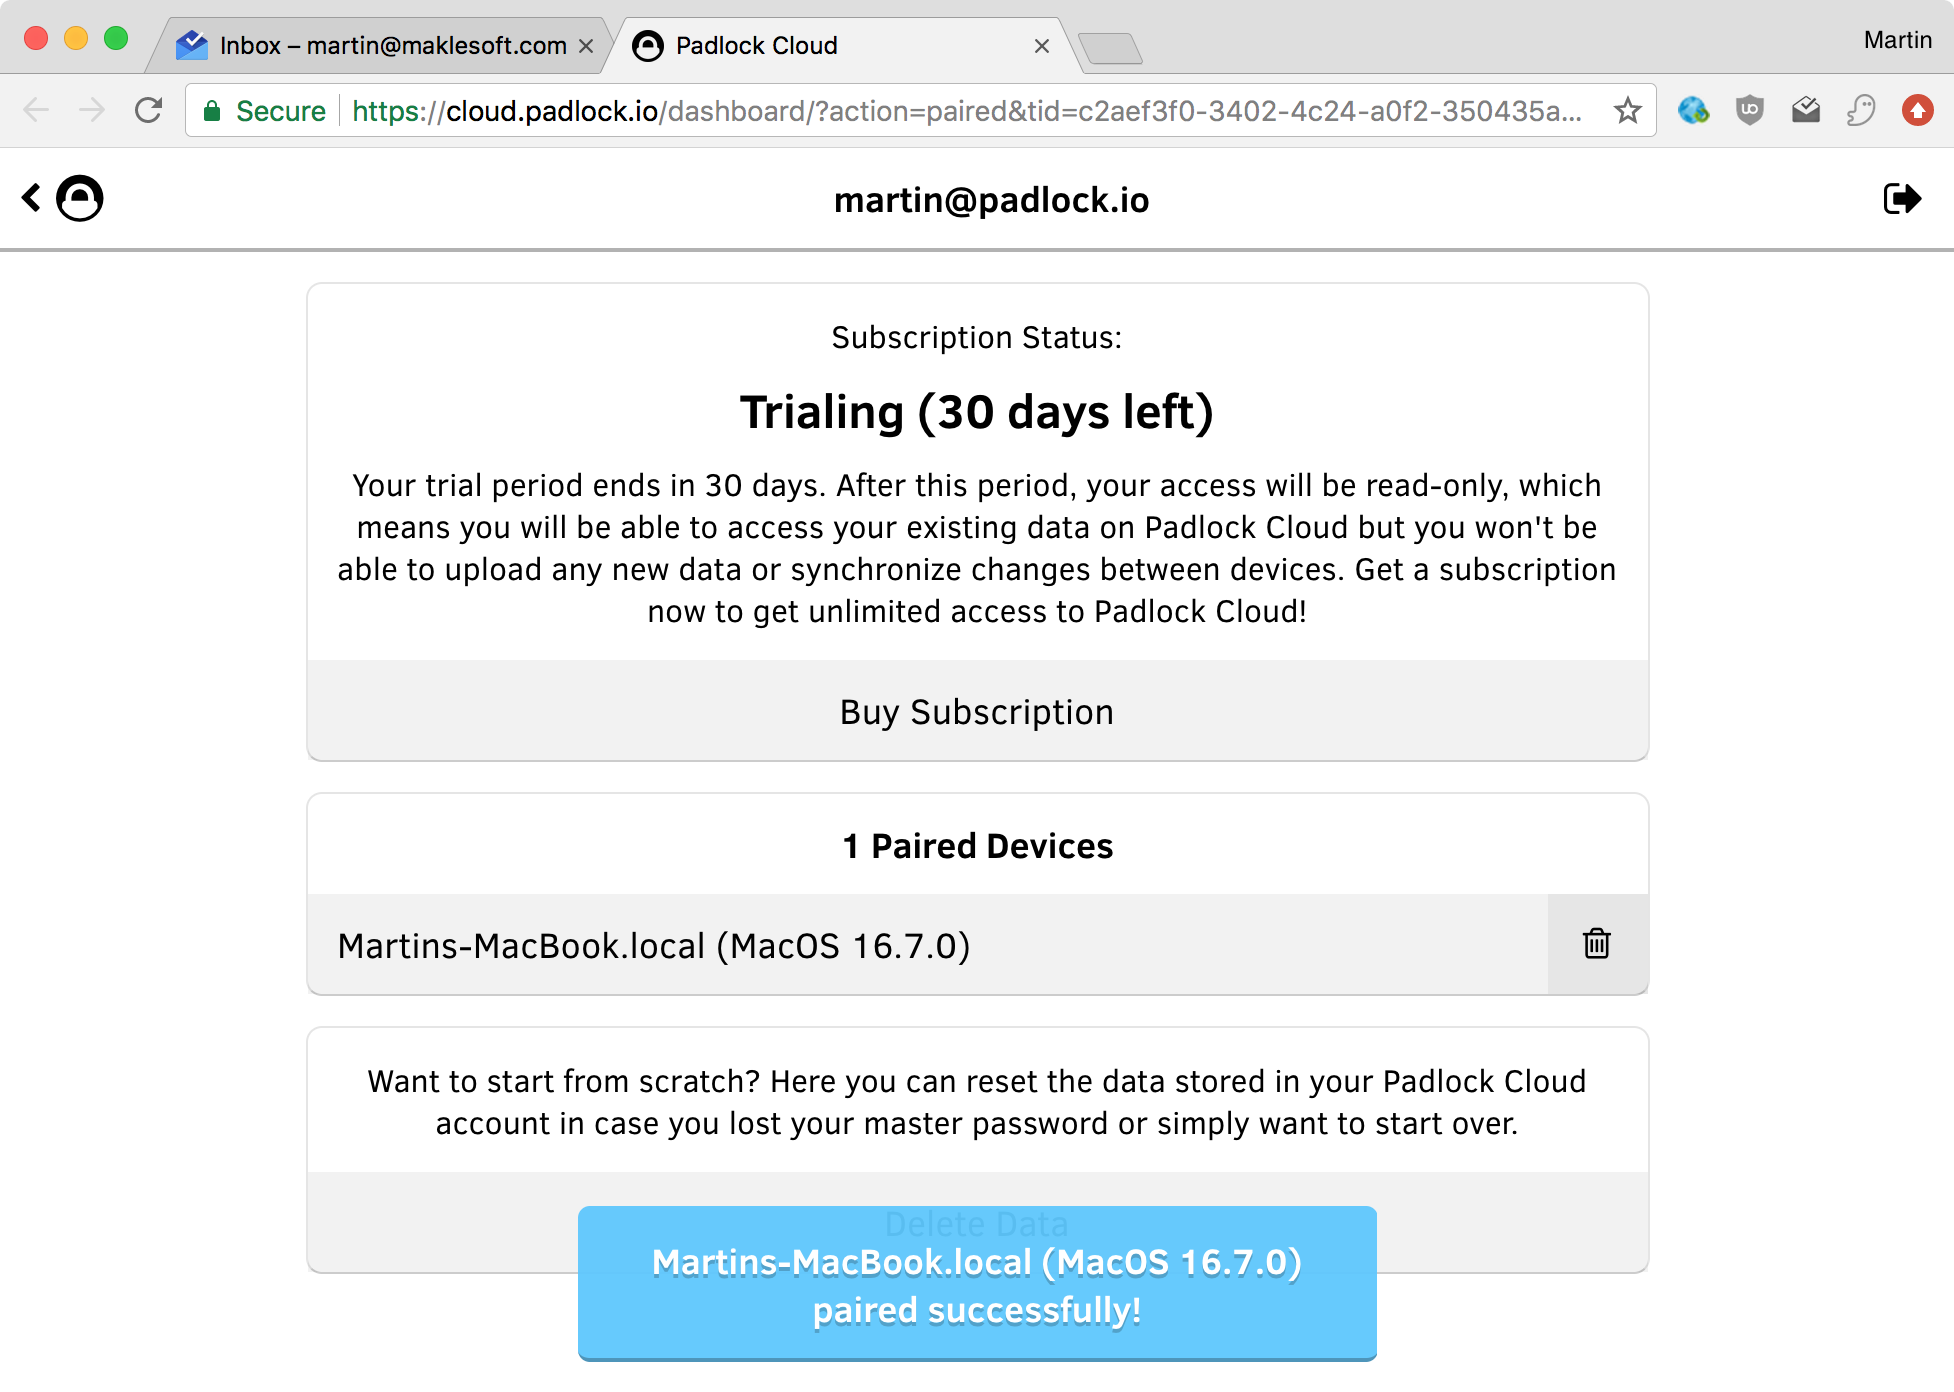 Inbox – martin@maklesoft.com
Padlock Cloud
Martin
Secure
https://cloud.padlock.io/dashboard/?action=paired&tid=c2aef3f0-3402-4c24-a0f2-350435a...
martin@padlock.io
Subscription Status:
Trialing (30 days left)
Your trial period ends in 30 days. After this period, your access will be read-only, which
means you will be able to access your existing data on Padlock Cloud but you won't be
able to upload any new data or synchronize changes between devices. Get a subscription
now to get unlimited access to Padlock Cloud!
Buy Subscription
1 Paired Devices
Martins-MacBook.local (MacOS 16.7.0)
Want to start from scratch? Here you can reset the data stored in your Padlock Cloud
account in case you lost your master password or simply want to start over.
Delete Data
Martins-MacBook.local (MacOS 16.7.0)
paired successfully!